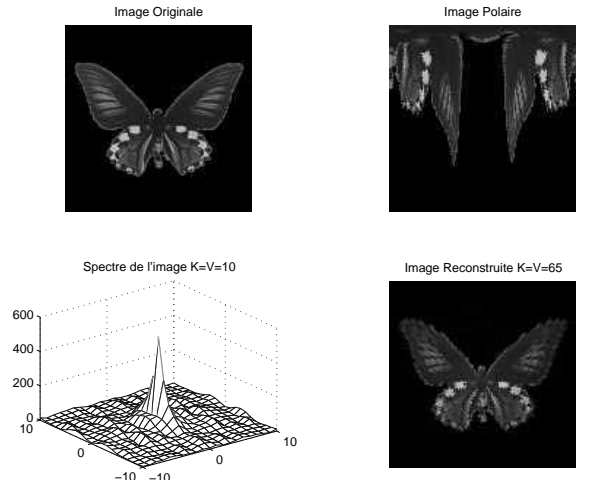 Image Originale
Image Polaire
Spectre de l'image K=V=10
600
400
200
0
10
0
−10
−10
0
10
Image Reconstruite K=V=65